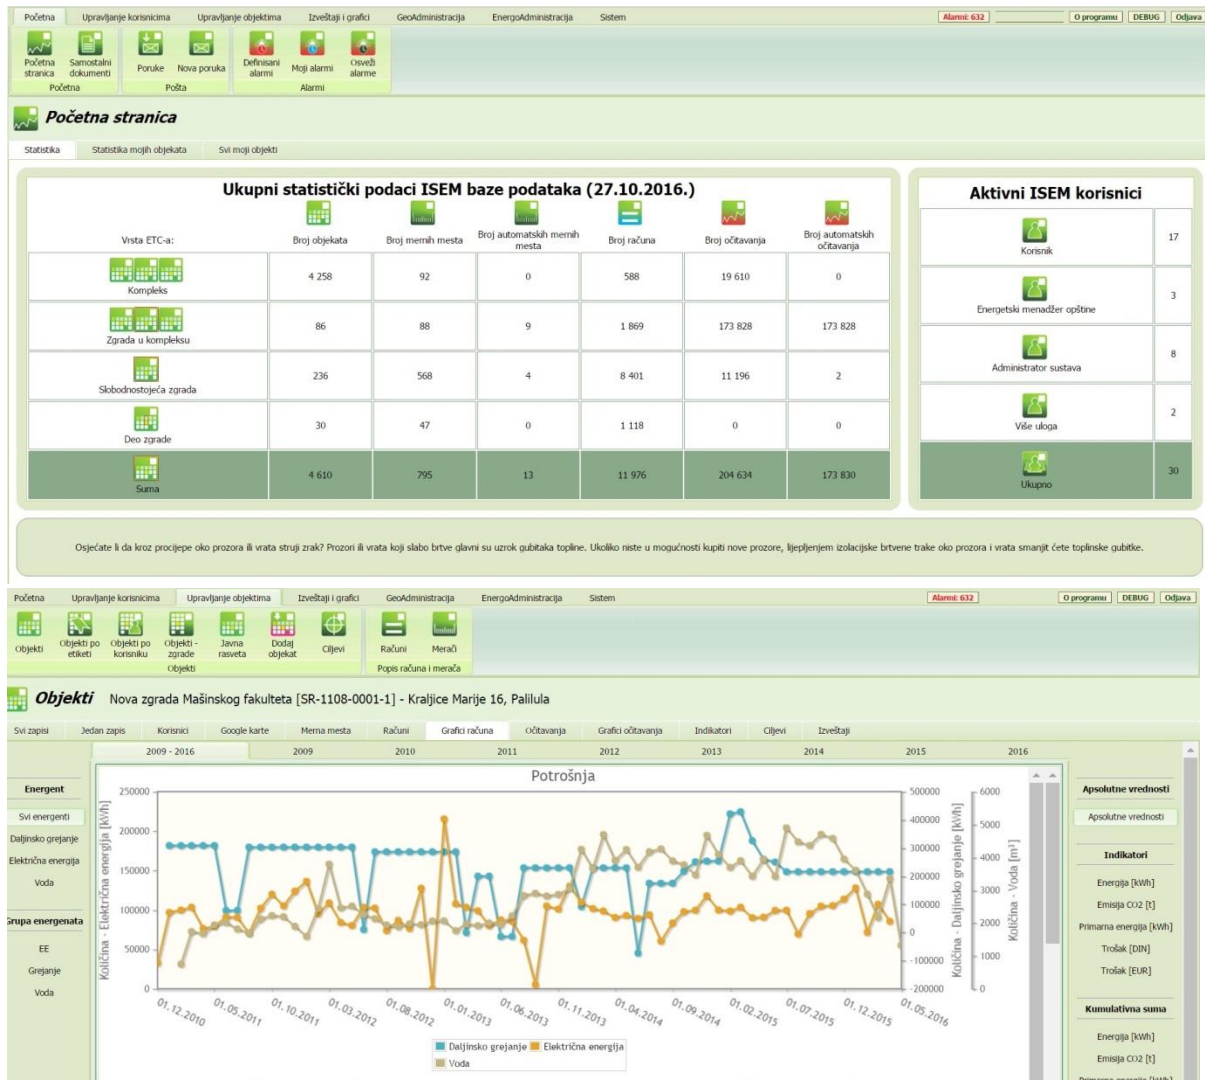 Početna Upravljanje korisnicima Upravljanje objektima Izveštaji i grafici GeoAdministracija EnergoAdministracija Sistem Alarmi: 632 O programu DEBUG Odjava
Početna stranica Samostalni dokumenti Poruke Nova poruka Definisani alarmi Moji alarmi Osveži alarme
Početna Pošta Alarmi
Početna stranica
Statistika Statistika mojih objekata Svi moji objekti
Ukupni statistički podaci ISEM baze podataka (27.10.2016.)
Vrsta ETC-a: Broj objekata Broj mernih mesta Broj automatskih mernih mesta Broj računa Broj očitavanja Broj automatskih očitavanja
Kompleks 4 258 92 0 588 19 610 0
Zgrada u kompleksu 86 88 9 1 869 173 828 173 828
Slobodnostojeća zgrada 236 568 4 8 401 11 196 2
Deo zgrade 30 47 0 1 118 0 0
Suma 4 610 795 13 11 976 204 634 173 830
Aktivni ISEM korisnici
Korisnik 17
Energetski menadžer opštine 3
Administrator sustava 8
Više uloga 2
Ukupno 30
Osjećate li da kroz procijepe oko prozora ili vrata struji zrak? Prozori ili vrata koji slabo brtve glavni su uzrok gubitaka topline. Ukoliko niste u mogućnosti kupiti nove prozore, lijepljenjem izolacijske brtvene trake oko prozora i vrata smanjit ćete toplinske gubitke.
Početna Upravljanje korisnicima Upravljanje objektima Izveštaji i grafici GeoAdministracija EnergoAdministracija Sistem Alarmi: 632 O programu DEBUG Odjava
Objekti Objekti po etiketi Objekti po korisniku Objekti - zgrade Javna rasveta Dodaj objekat Ciljevi Računi Merači
Objekti Popis računa i merača
Objekti Nova zgrada Mašinskog fakulteta [SR-1108-0001-1] - Kraljice Marije 16, Palilula
Svi zapisi Jedan zapis Korisnici Google karte Merna mesta Računi Grafici računa Očitavanja Grafici očitavanja Indikatori Ciljevi Izveštaji
2009 - 2016 2009 2010 2011 2012 2013 2014 2015 2016
Energent
Svi energenti
Daljinsko grejanje
Električna energija
Voda
Grupa energenata
EE
Grejanje
Voda
Potrošnja
Količina - Električna energija [kWh]
250000
200000
150000
100000
50000
0
500000
400000
300000
200000
100000
0
-100000
-200000
Količina - Daljinsko grejanje [kWh]
6000
5000
4000
3000
2000
1000
0
Količina - Voda [m³]
01.12.2010 01.05.2011 01.10.2011 01.03.2012 01.08.2012 01.01.2013 01.06.2013 01.11.2013 01.04.2014 01.09.2014 01.02.2015 01.07.2015 01.12.2015 01.05.2016
Daljinsko grejanje Električna energija
Voda
Apsolutne vrednosti
Apsolutne vrednosti
Indikatori
Energija [kWh]
Emisija CO2 [t]
Primarna energija [kWh]
Trošak [DIN]
Trošak [EUR]
Kumulativna suma
Energija [kWh]
Emisija CO2 [t]
Primarna energija [kWh]